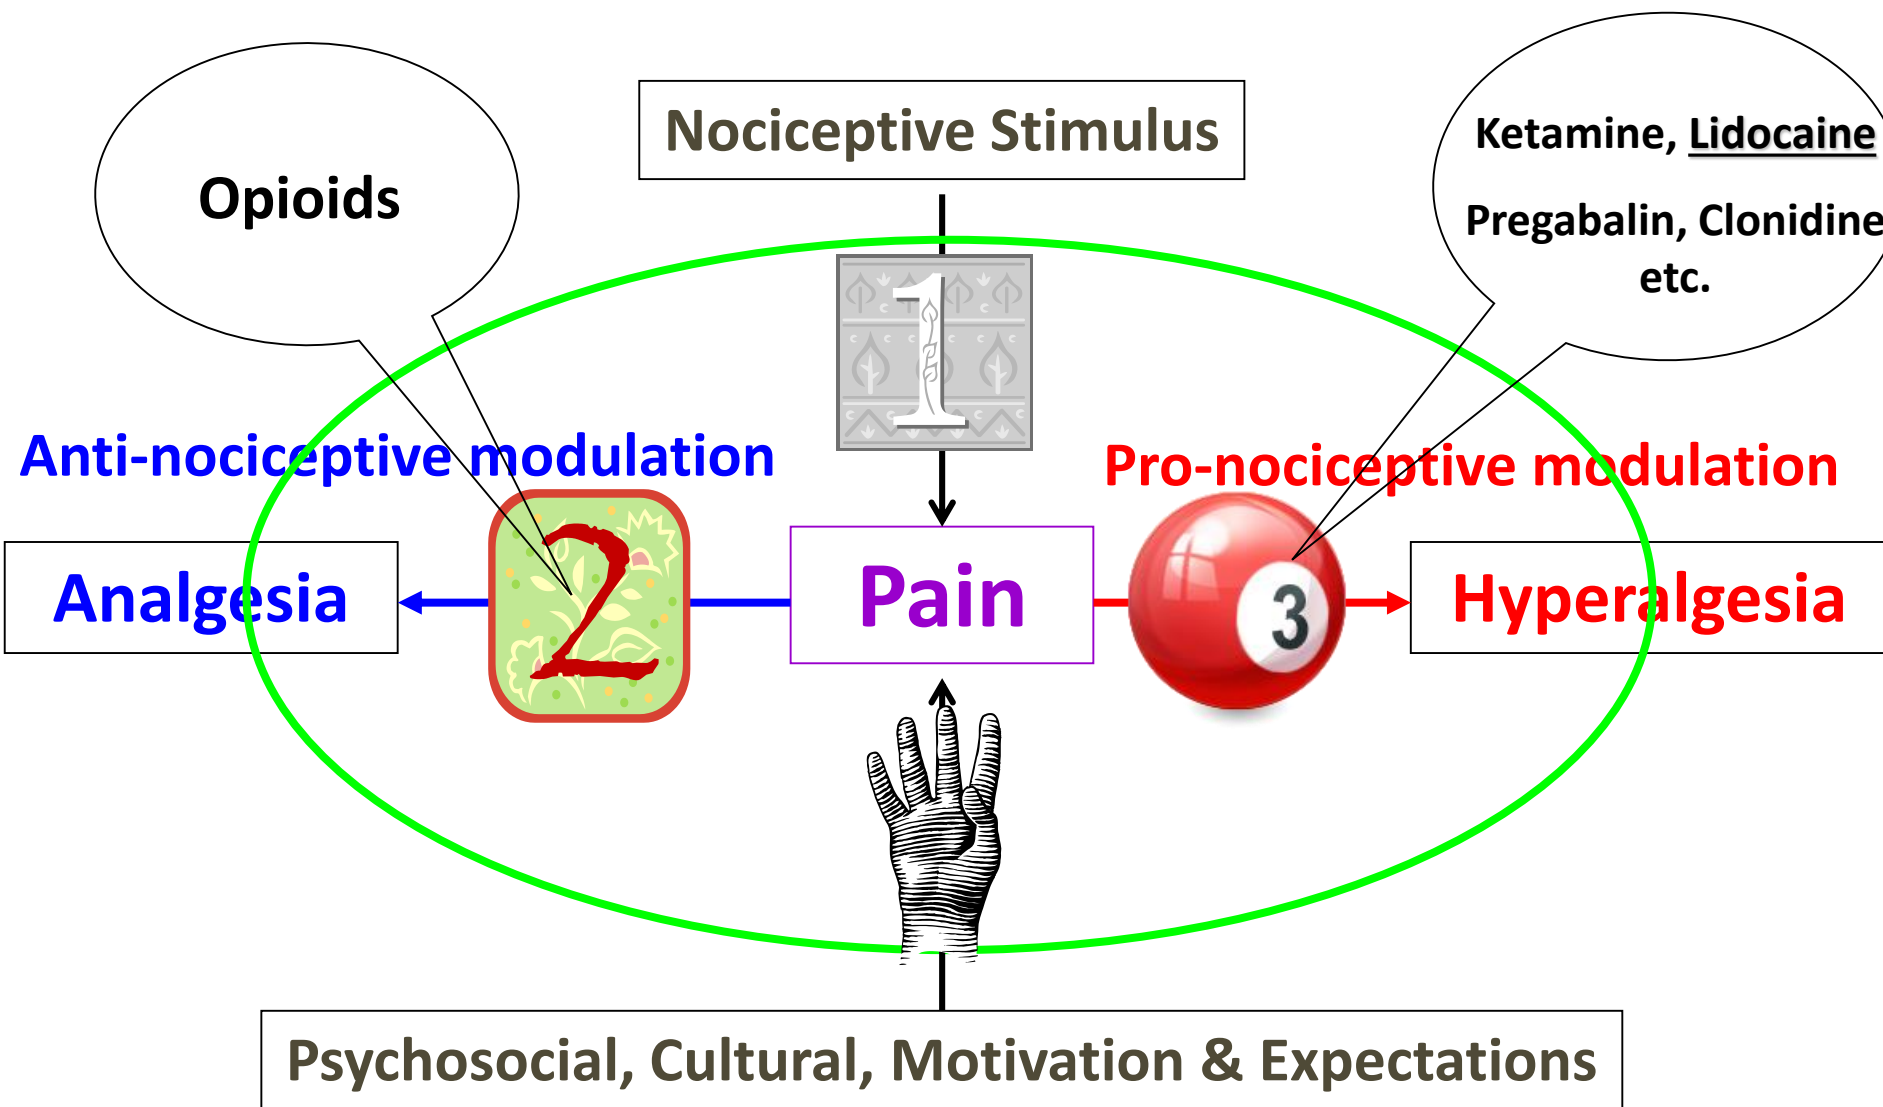 Nociceptive Stimulus
Opioids
Ketamine, Lidocaine
Pregabalin, Clonidine
etc.
1
Anti-nociceptive modulation
Pro-nociceptive modulation
Analgesia
2
Pain
3
Hyperalgesia
Psychosocial, Cultural, Motivation & Expectations